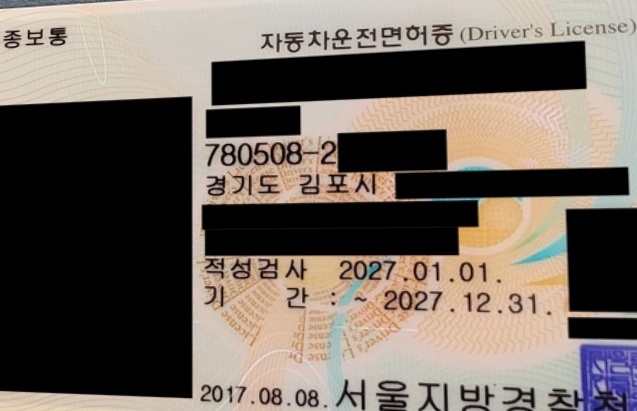 종보통
자동차운전면허증 (Driver's License)
780508-2
경기도 김포시
적성검사 2027.01.01.
기 간 : ~ 2027.12.31.
2017.08.08. 서울지방경찰청